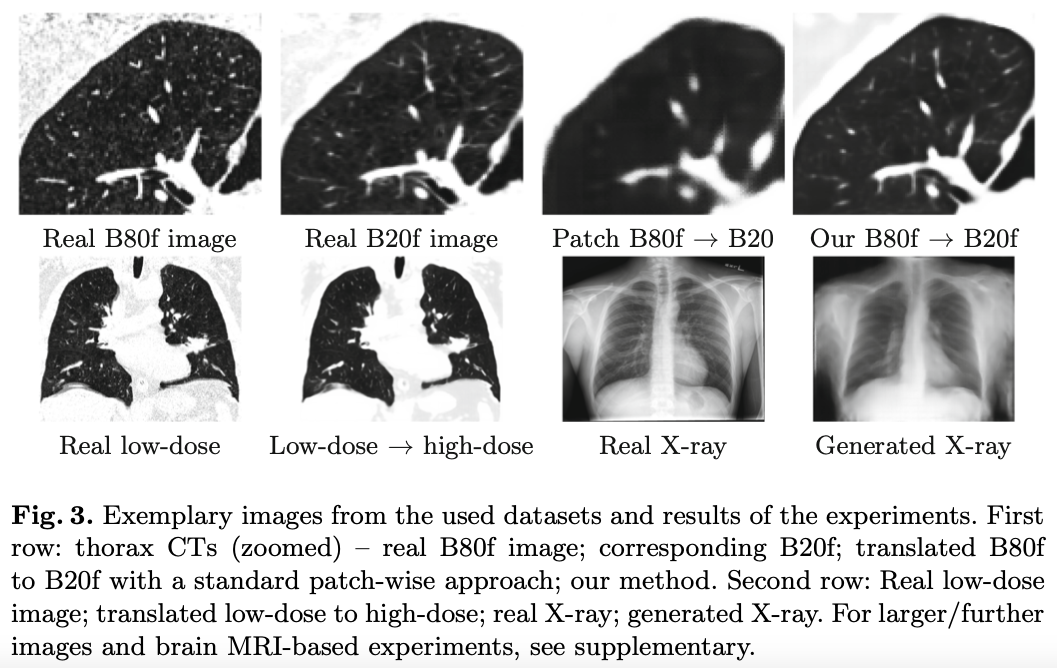 Real B80f image
Real B20f image
Patch B80f → B20
Our B80f → B20f
Real low-dose
Low-dose → high-dose
Real X-ray
Generated X-ray
Fig. 3. Exemplary images from the used datasets and results of the experiments. First
row: thorax CTs (zoomed) – real B80f image; corresponding B20f; translated B80f
to B20f with a standard patch-wise approach; our method. Second row: Real low-dose
image; translated low-dose to high-dose; real X-ray; generated X-ray. For larger/further
images and brain MRI-based experiments, see supplementary.